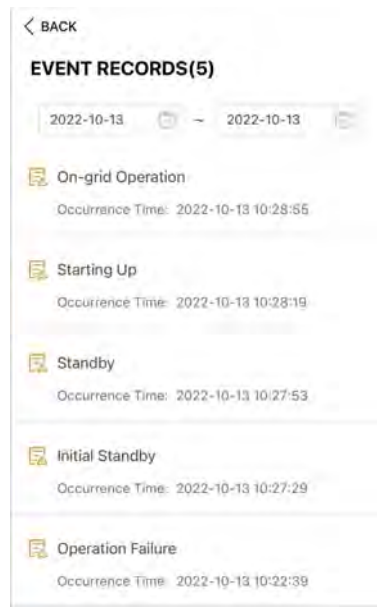 BACK
EVENT RECORDS(5)
2022-10-13 ~ 2022-10-13
On-grid Operation
Occurrence Time: 2022-10-13 10:28:55
Starting Up
Occurrence Time: 2022-10-13 10:28:19
Standby
Occurrence Time: 2022-10-13 10:27:53
Initial Standby
Occurrence Time: 2022-10-13 10:27:29
Operation Failure
Occurrence Time: 2022-10-13 10:22:39